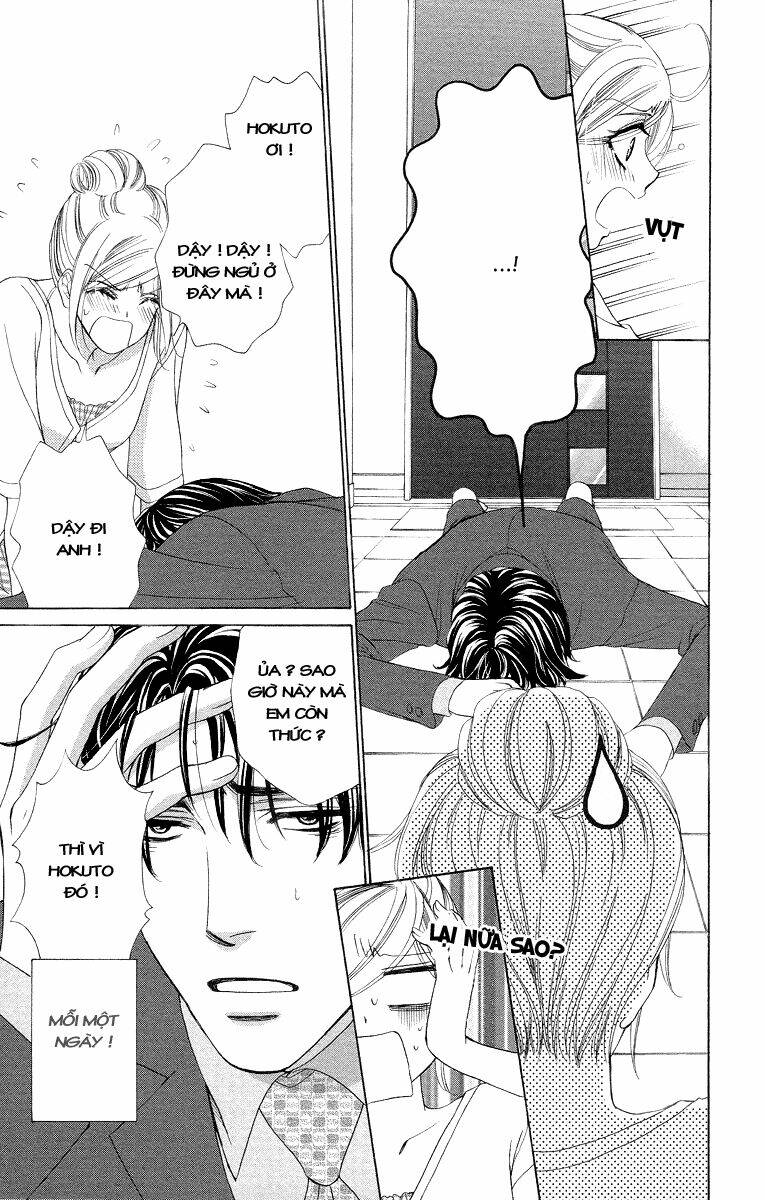 VỤT
...!
LẠI NỮA SAO?
HOKUTO
ƠI !
DẬY ! DẬY !
ĐỪNG NGỦ Ở
ĐÂY MÀ !
DẬY ĐI
ANH !
ỦA ? SAO
GIỜ NÀY MÀ
EM CÒN
THỨC ?
THÌ VÌ
HOKUTO
ĐÓ !
MỖI MỘT
NGÀY !